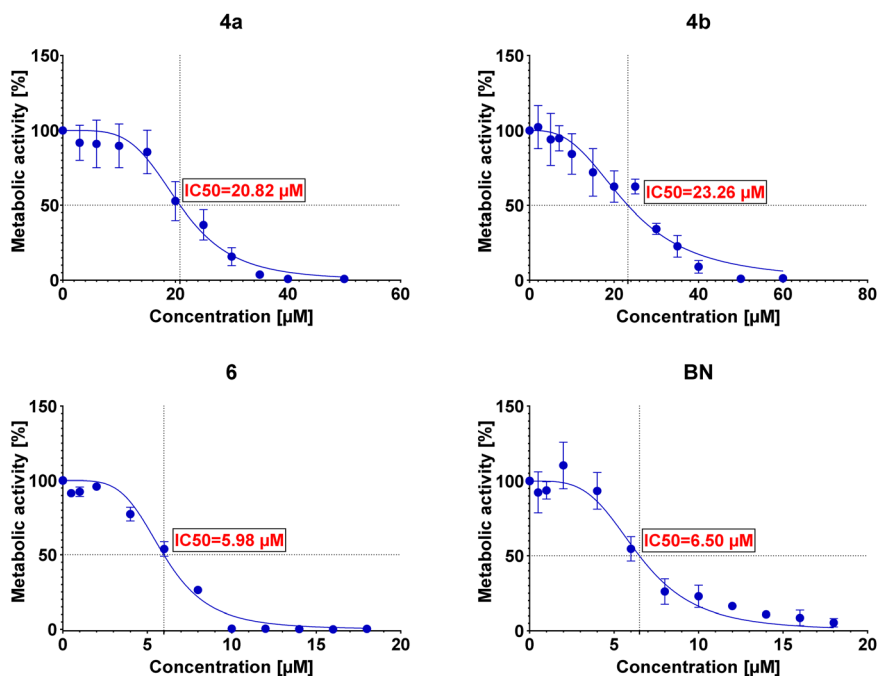 4a
150
100
50
0
Metabolic activity [%]
IC50=20.82 µM
0 20 40 60
Concentration [µM]
4b
150
100
50
0
Metabolic activity [%]
IC50=23.26 µM
0 20 40 60 80
Concentration [µM]
6
150
100
50
0
Metabolic activity [%]
IC50=5.98 µM
0 5 10 15 20
Concentration [µM]
BN
150
100
50
0
Metabolic activity [%]
IC50=6.50 µM
0 5 10 15 20
Concentration [µM]